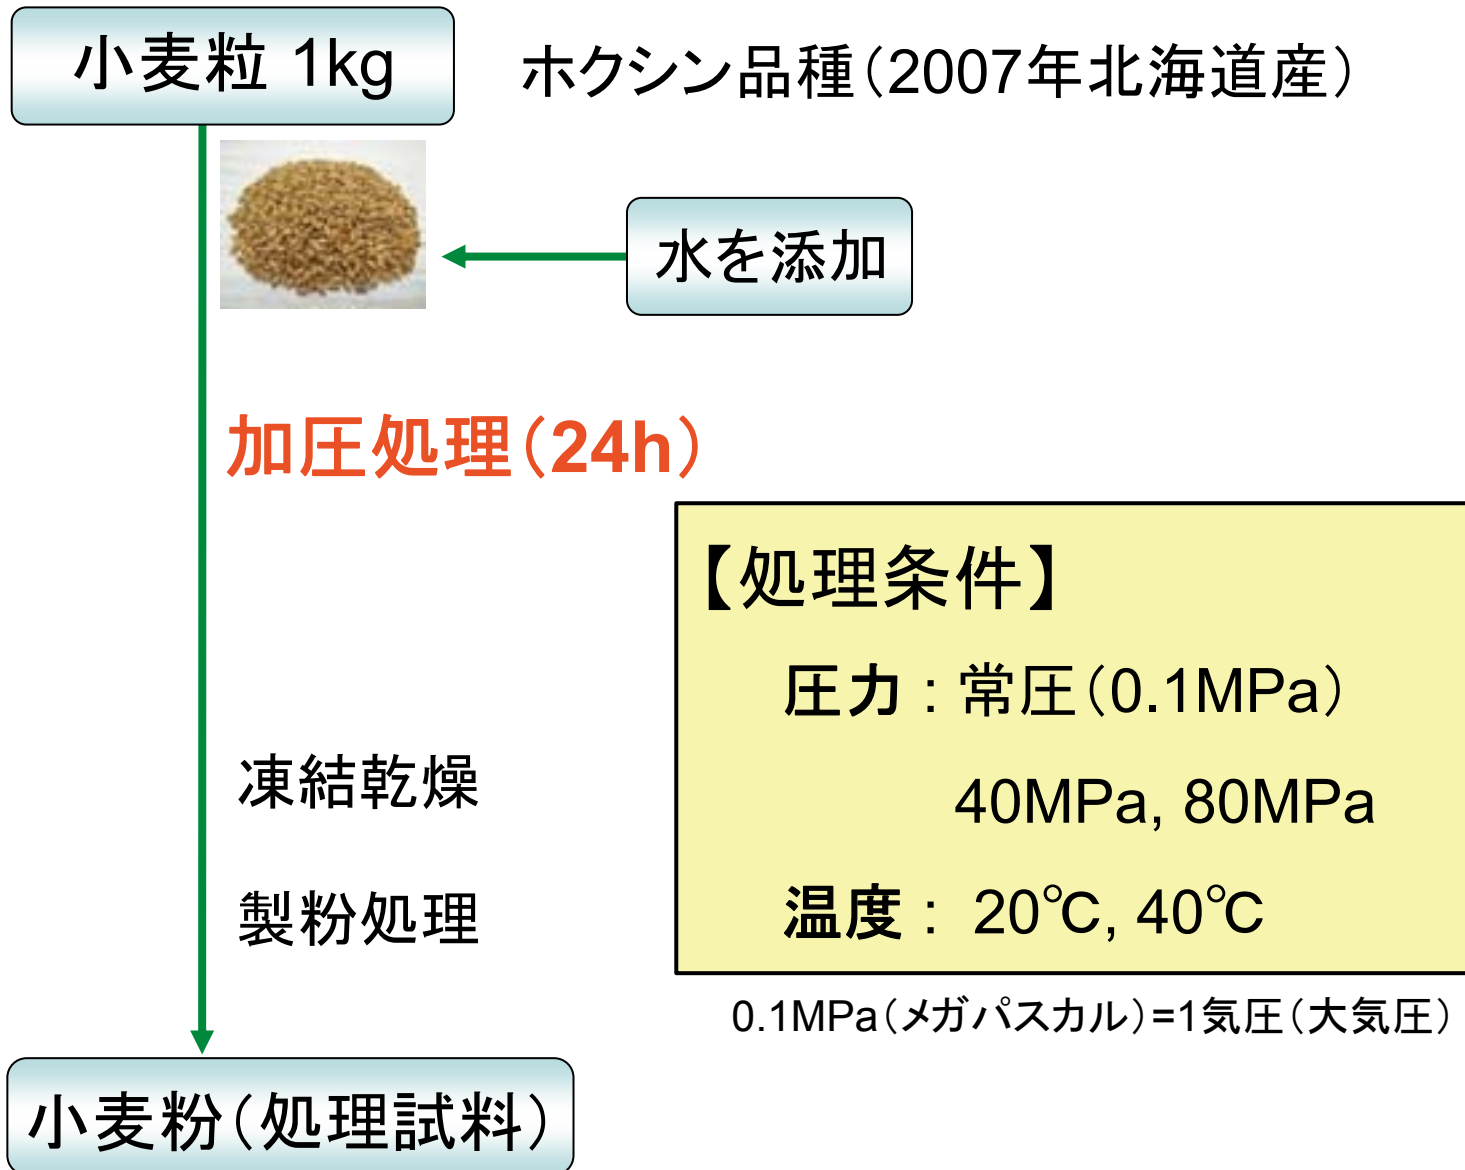 小麦粒 1kg
ホクシン品種（2007年北海道産）
水を添加
加圧処理（24h）
【処理条件】
圧力：常圧（0.1MPa）
40MPa, 80MPa
温度： 20℃, 40℃
0.1MPa（メガパスカル）=1気圧（大気圧）
凍結乾燥
製粉処理
小麦粉（処理試料）